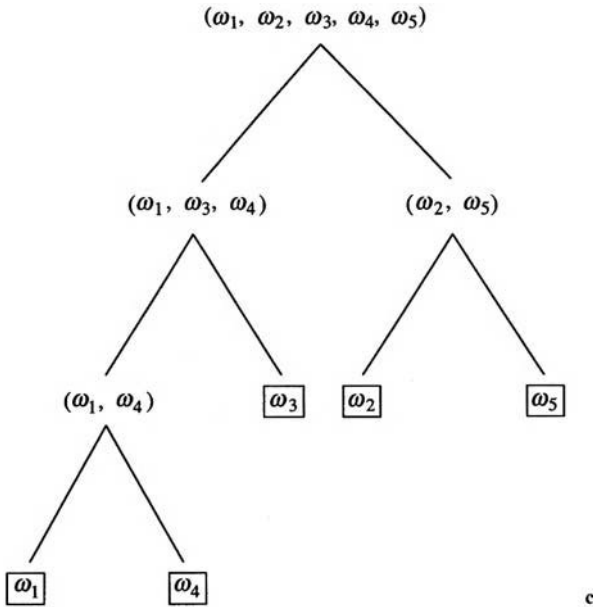 (ω₁, ω₂, ω₃, ω₄, ω₅)
(ω₁, ω₃, ω₄) (ω₂, ω₅)
(ω₁, ω₄) ω₃ ω₂ ω₅
ω₁ ω₄
c